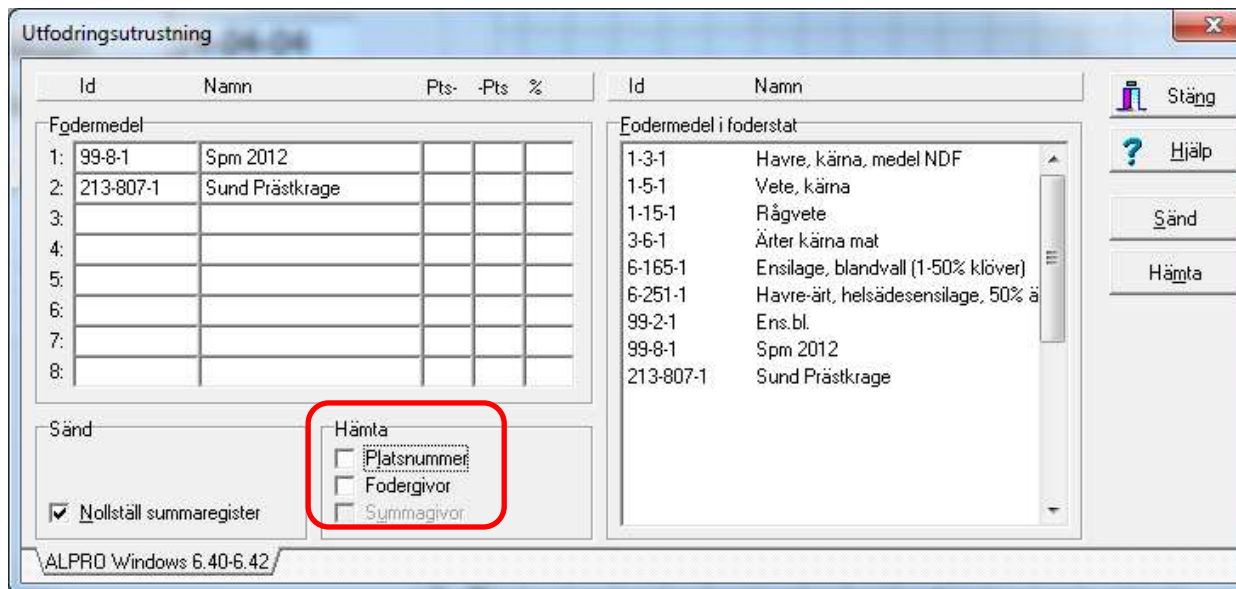 Utfodringsutrustning
04-04
Id Namn Pts- -Pts %
Fodermedel
1: 99-8-1 Spm 2012
2: 213-807-1 Sund Prästkrage
3:
4:
5:
6:
7:
8:
Id Namn
Fodermedel i foderstat
1-3-1 Havre, kärna, medel NDF
1-5-1 Vete, kärna
1-15-1 Rågvete
3-6-1 Ärter kärna mat
6-165-1 Ensilage, blandvall (1-50% klöver)
6-251-1 Havre-ärt, helsädesensilage, 50% ä
99-2-1 Ens.bl.
99-8-1 Spm 2012
213-807-1 Sund Prästkrage
Stäng
Hjälp
Sänd
Hämta
Sänd
Nollställ summaregister
Hämta
Platsnummer
Fodergivor
Summagivor
ALPRO Windows 6.40-6.42